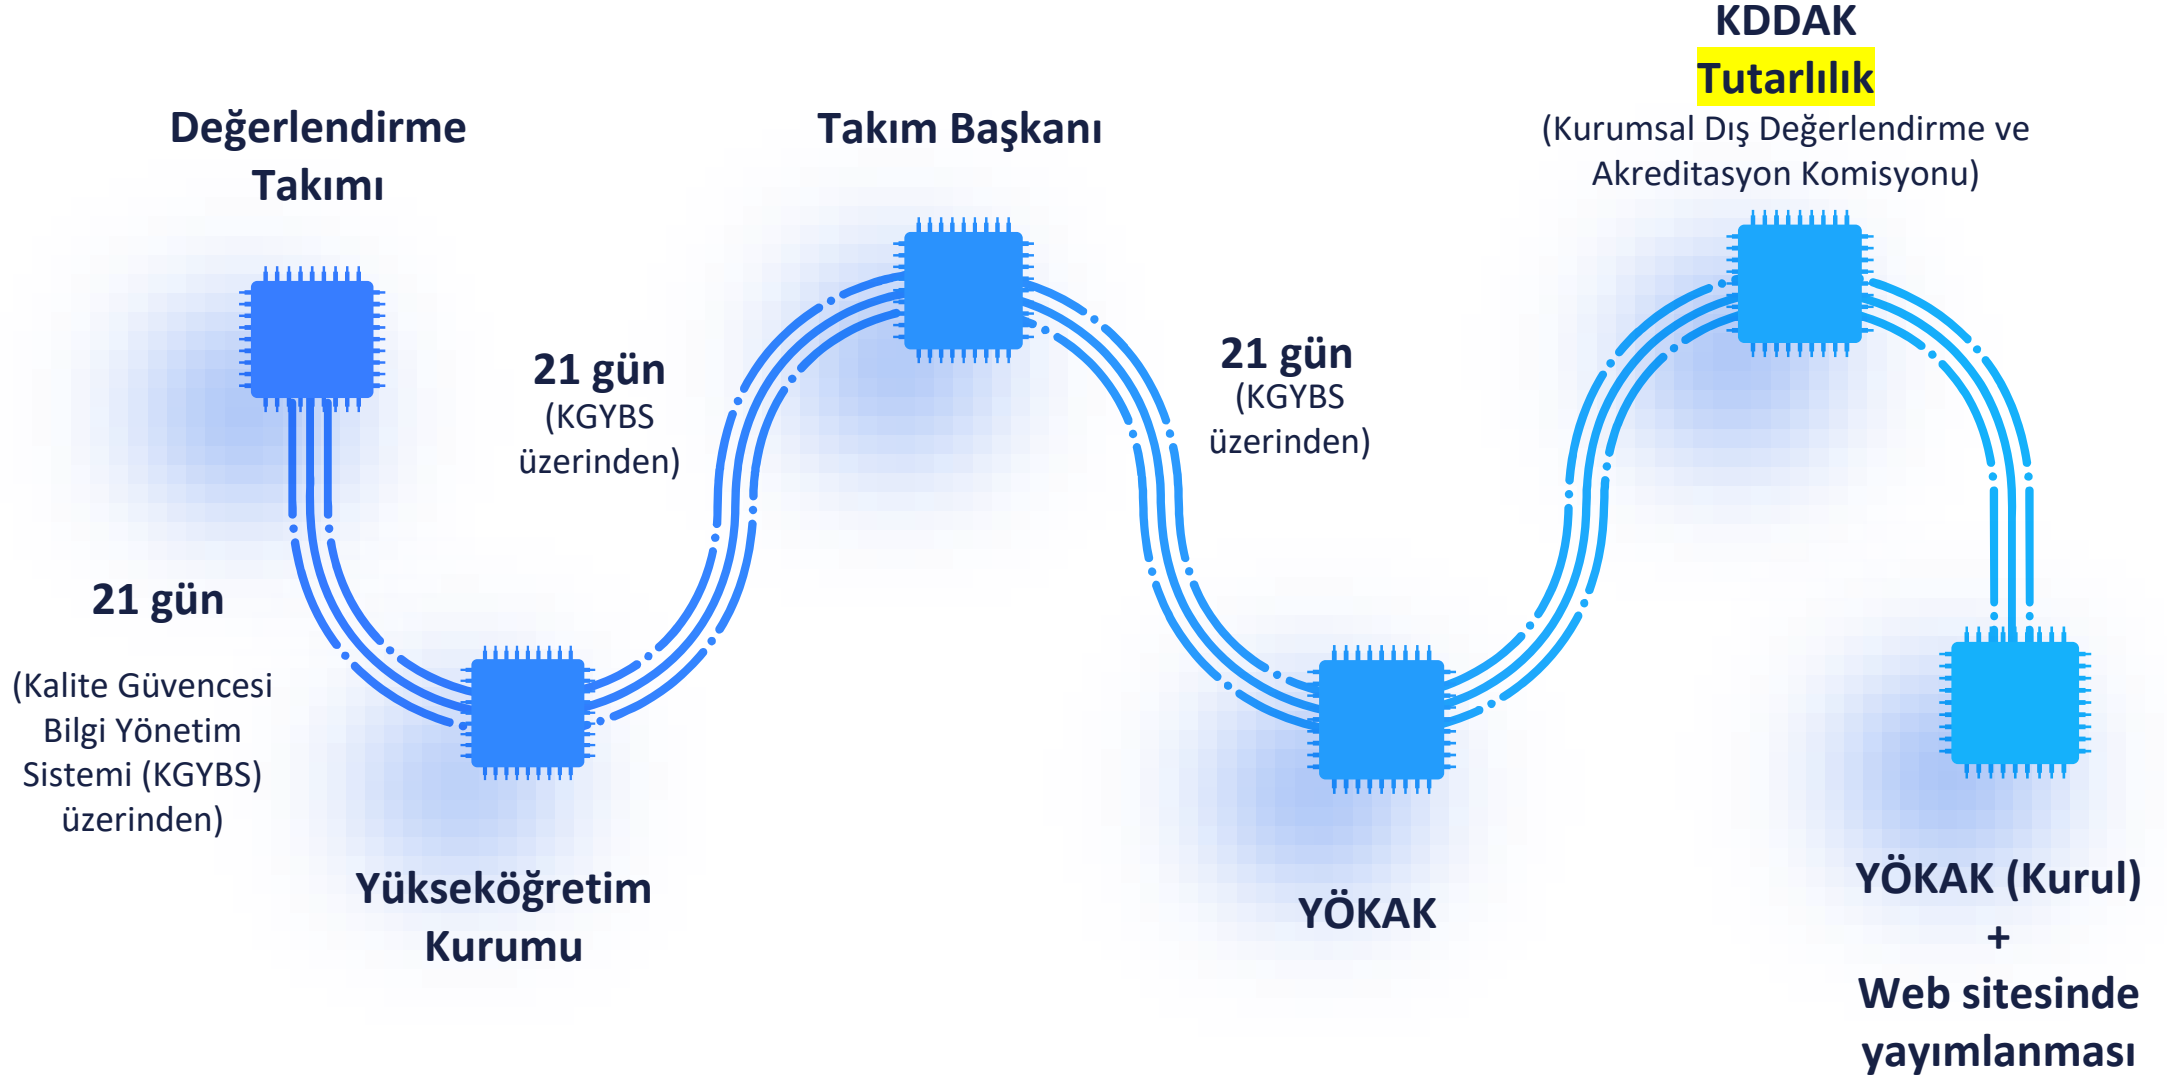 Değerlendirme
Takımı
21 gün
(Kalite Güvencesi
Bilgi Yönetim
Sistemi (KGYBS)
üzerinden)
Yükseköğretim
Kurumu
21 gün
(KGYBS
üzerinden)
Takım Başkanı
21 gün
(KGYBS
üzerinden)
YÖKAK
KDDAK
Tutarlılık
(Kurumsal Dış Değerlendirme ve
Akreditasyon Komisyonu)
YÖKAK (Kurul)
+
Web sitesinde
yayımlanması